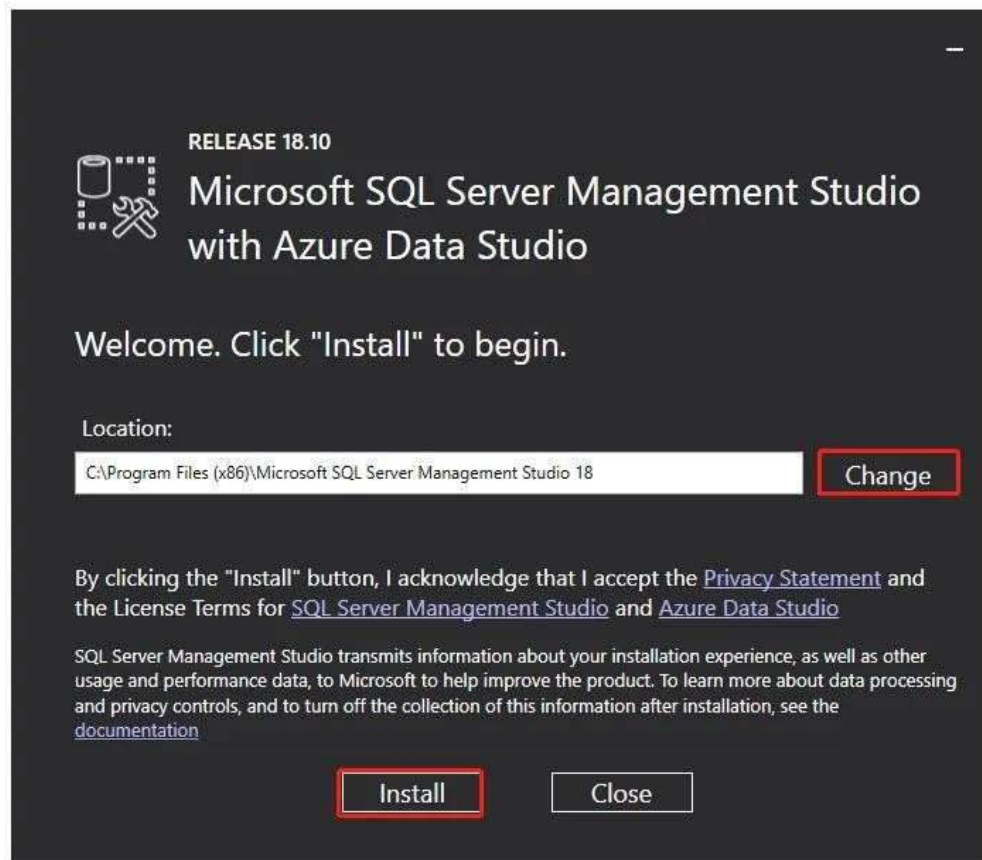 RELEASE 18.10
Microsoft SQL Server Management Studio
with Azure Data Studio
Welcome. Click "Install" to begin.
Location:
C:\Program Files (x86)\Microsoft SQL Server Management Studio 18
Change
By clicking the "Install" button, I acknowledge that I accept the Privacy Statement and
the License Terms for SQL Server Management Studio and Azure Data Studio
SQL Server Management Studio transmits information about your installation experience, as well as other
usage and performance data, to Microsoft to help improve the product. To learn more about data processing
and privacy controls, and to turn off the collection of this information after installation, see the
documentation
Install
Close